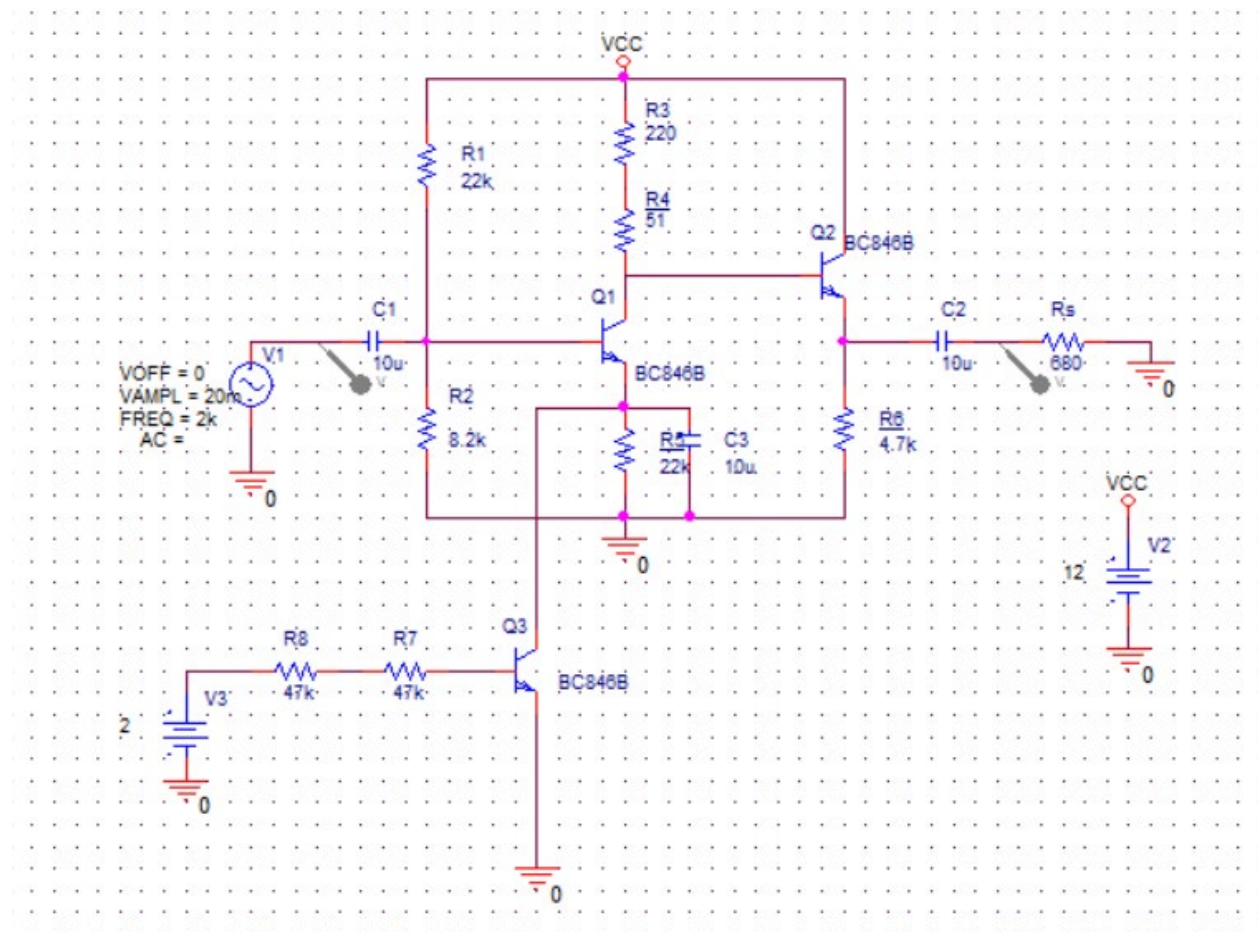 VCC
R3
220
R1
22k
R4
51
Q2
BC846B
Q1
C1
10u
C2
10u
Rs
680
0
V1
VOFF = 0
VAMPL = 20m
FREQ = 2k
AC =
0
BC846B
R2
8.2k
R5
22k
C3
10u
R6
4.7k
0
VCC
V2
12
0
Q3
BC846B
R8
47k
R7
47k
V3
2
0
0